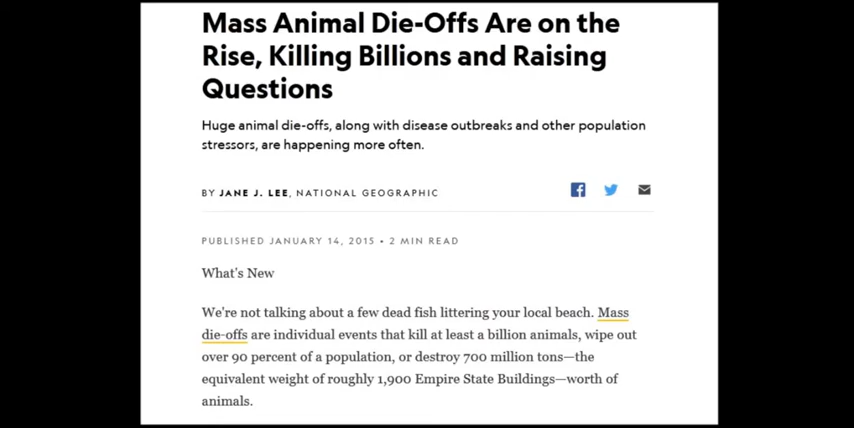 Mass Animal Die-Offs Are on the
Rise, Killing Billions and Raising
Questions
Huge animal die-offs, along with disease outbreaks and other population
stressors, are happening more often.
BY JANE J. LEE, NATIONAL GEOGRAPHIC
PUBLISHED JANUARY 14, 2015 • 2 MIN READ
What's New
We're not talking about a few dead fish littering your local beach. Mass
die-offs are individual events that kill at least a billion animals, wipe out
over 90 percent of a population, or destroy 700 million tons—the
equivalent weight of roughly 1,900 Empire State Buildings—worth of
animals.